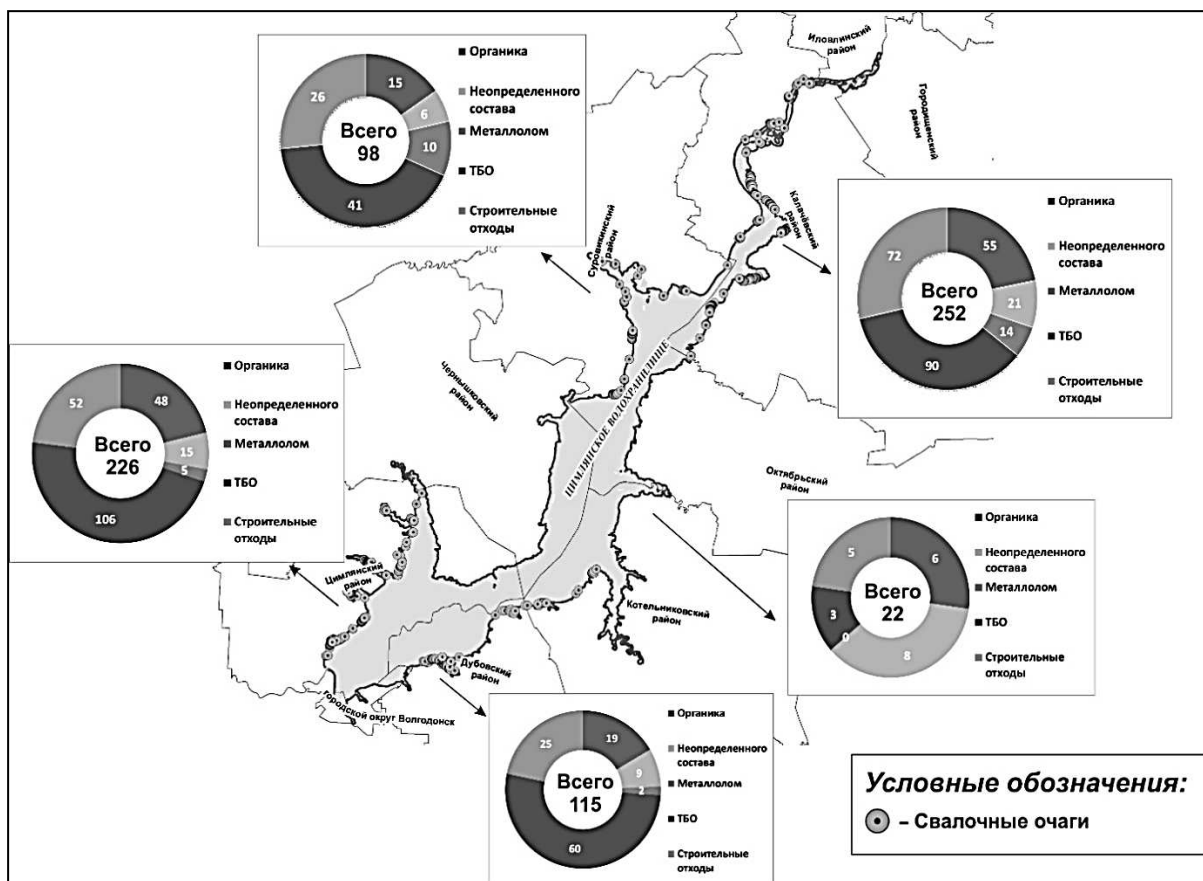 Иловлинский
район
Городищенский
район
Органика
Неопределенного
состава
Металлолом
ТБО
Строительные
отходы
15
6
10
41
26
Всего
98
Калачёвский
район
Суровикинский
район
Органика
Неопределенного
состава
Металлолом
ТБО
Строительные
отходы
55
21
14
90
72
Всего
252
ЦИМЛЯНСКОЕ ВОДОХРАНИЛИЩЕ
Чернышковский
район
Органика
Неопределенного
состава
Металлолом
ТБО
Строительные
отходы
48
15
5
106
52
Всего
226
Октябрьский
район
Органика
Неопределенного
состава
Металлолом
ТБО
Строительные
отходы
6
8
0
3
5
Всего
22
Цимлянский
район
Котельниковский
район
Дубовский
район
Городской округ Волгодонск
Органика
Неопределенного
состава
Металлолом
ТБО
Строительные
отходы
19
9
2
60
25
Всего
115
Условные обозначения:
– Свалочные очаги